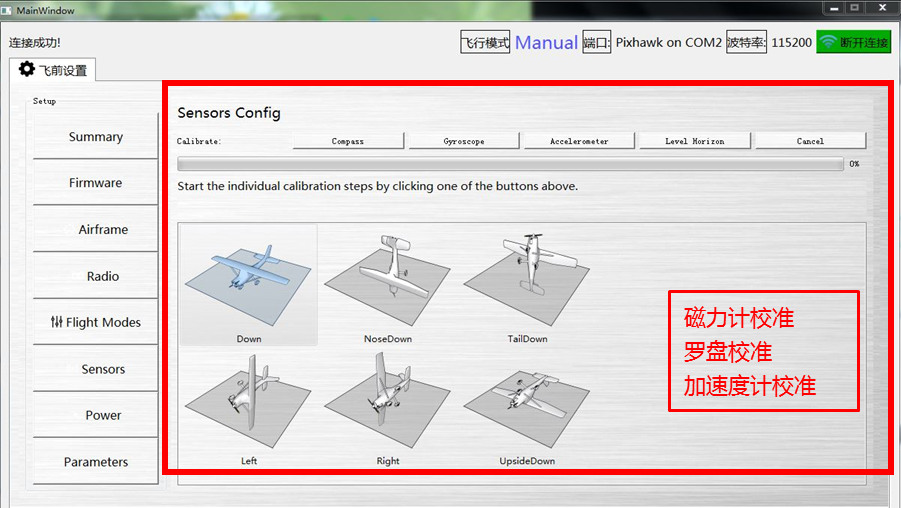 MainWindow
连接成功!
飞行模式 Manual 端口: Pixhawk on COM2 波特率: 115200 断开连接
飞前设置
Setup
Summary
Firmware
Airframe
Radio
Flight Modes
Sensors
Power
Parameters
Sensors Config
Calibrate: Compass Gyroscope Accelerometer Level Horizon Cancel
0%
Start the individual calibration steps by clicking one of the buttons above.
Down NoseDown TailDown
Left Right UpsideDown
磁力计校准
罗盘校准
加速度计校准